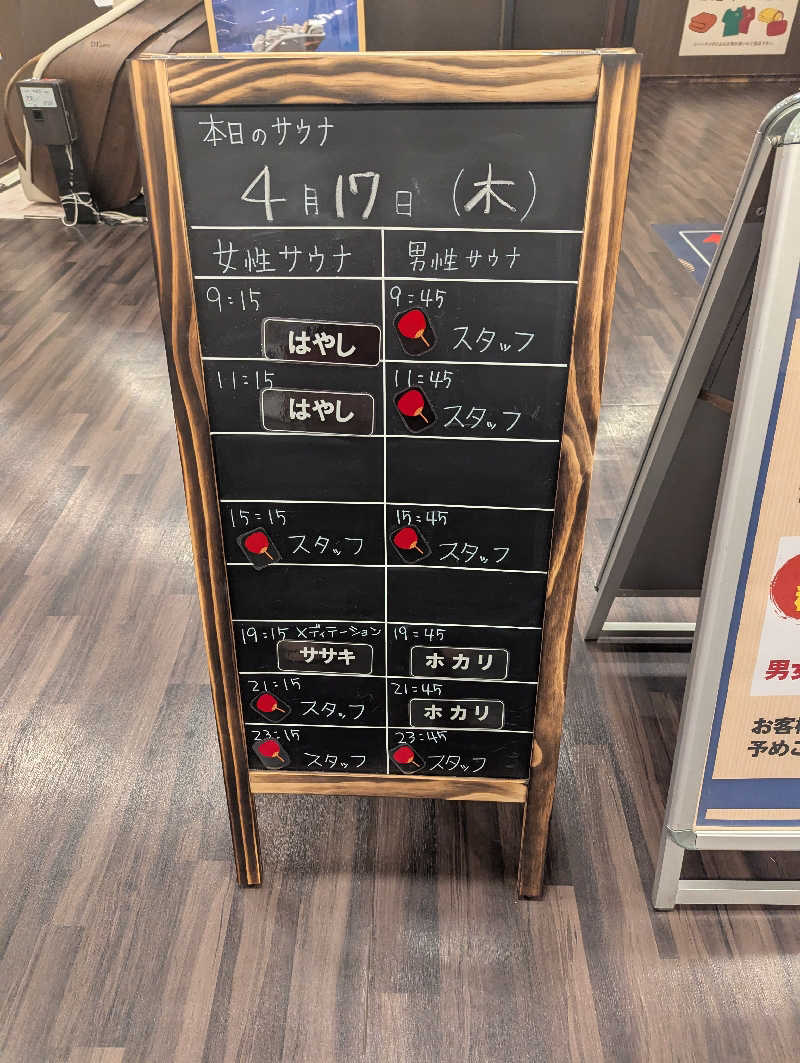 本日のサウナ
4月17日(木)
女性サウナ 男性サウナ
9:15 9:45
はやし スタッフ
11:15 11:45
はやし スタッフ
15:15 15:45
スタッフ スタッフ
19:15 メディテーション 19:45
ササキ ホカリ
21:15 21:45
スタッフ ホカリ
23:15 23:45
スタッフ スタッフ
男女
お客様
予めご